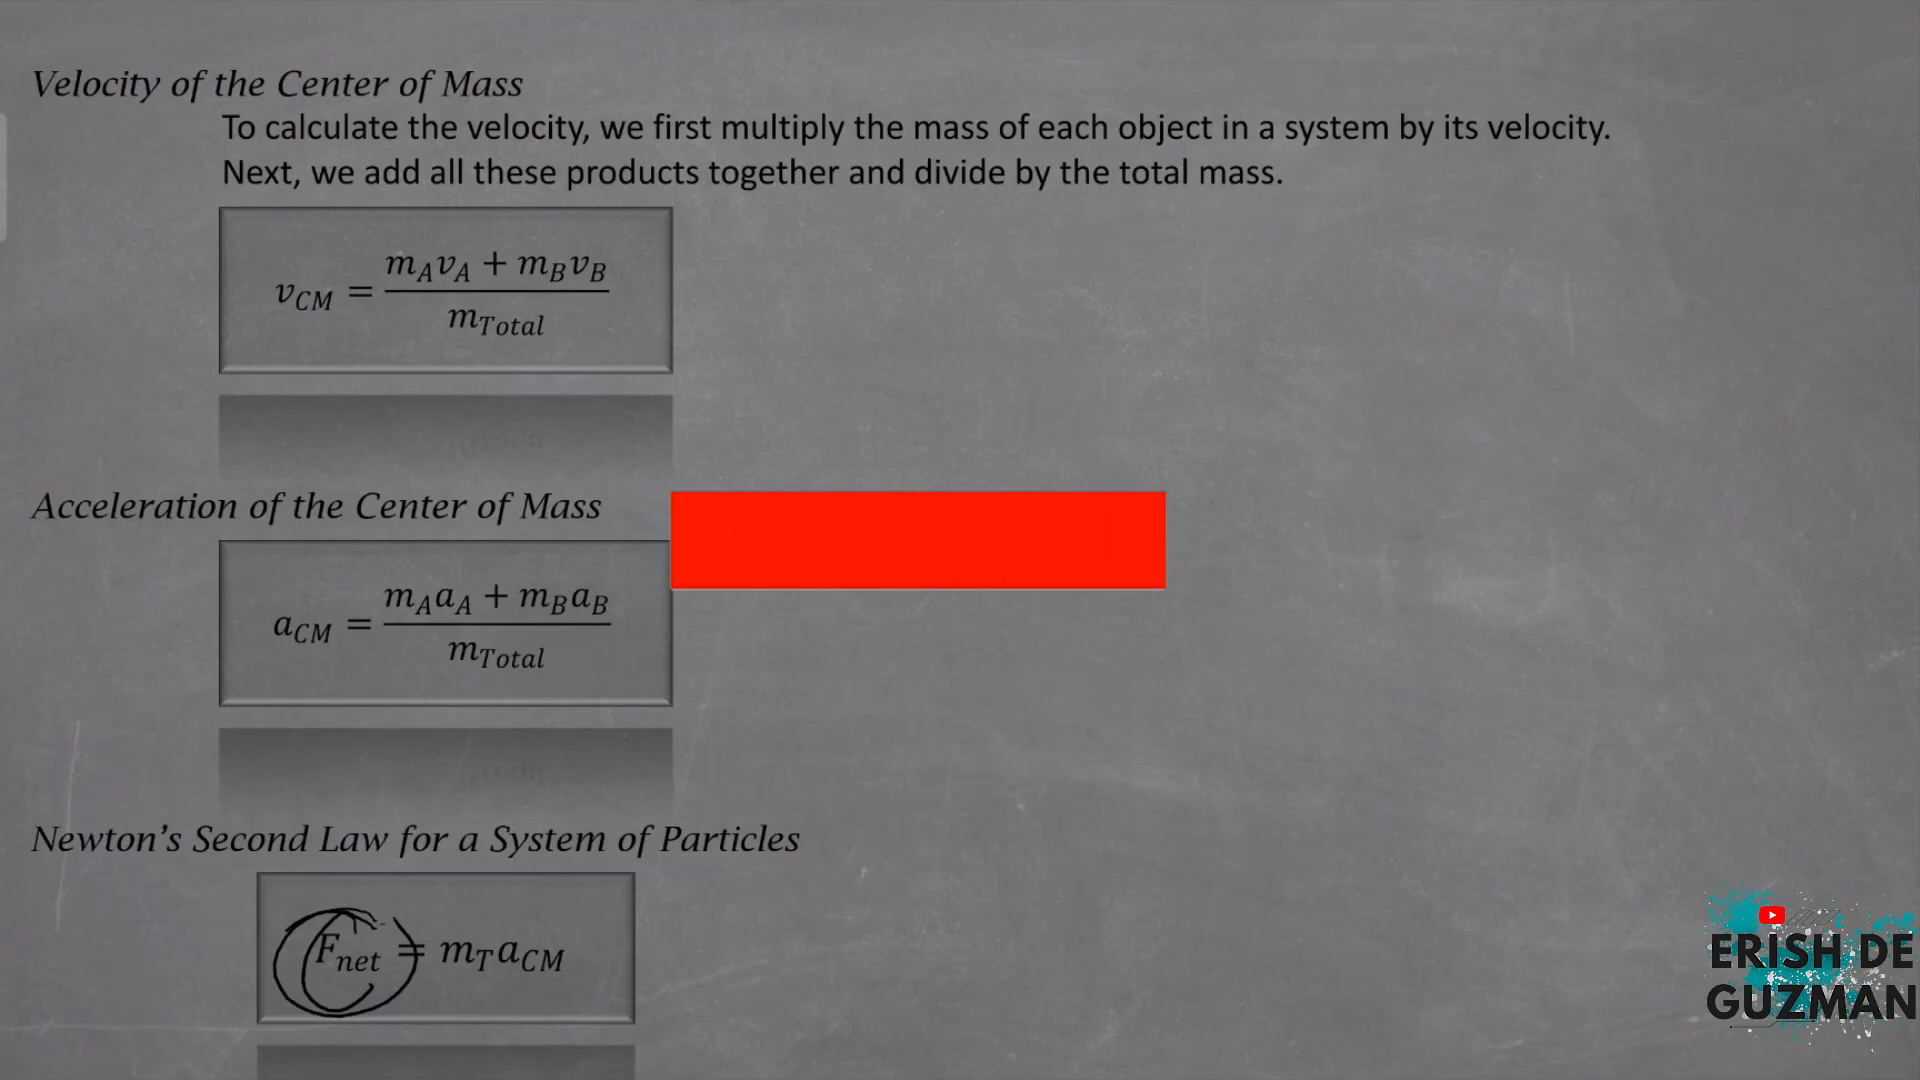 Velocity of the Center of Mass
To calculate the velocity, we first multiply the mass of each object in a system by its velocity.
Next, we add all these products together and divide by the total mass.
v_CM = (m_A v_A + m_B v_B) / m_Total
Acceleration of the Center of Mass
a_CM = (m_A a_A + m_B a_B) / m_Total
Newton’s Second Law for a System of Particles
F_net = m_T a_CM
ERISH DE
GUZMAN